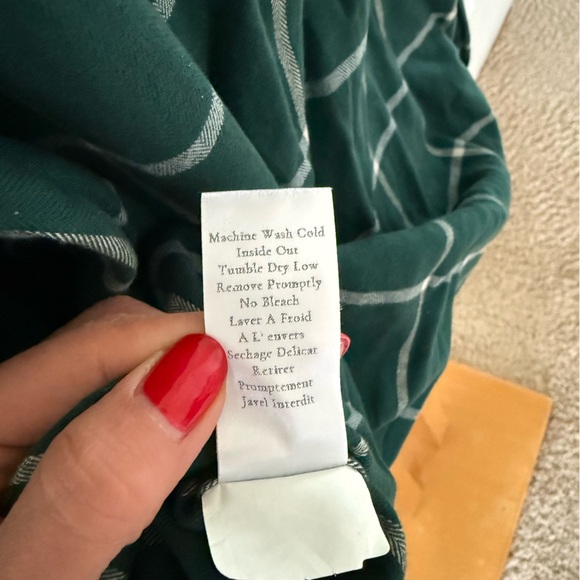 Machine Wash Cold
Inside Out
Tumble Dry Low
Remove Promptly
No Bleach
Laver A Froid
A L' envers
Sechage Delicat
Retirer
Promptement
Javel Interdit